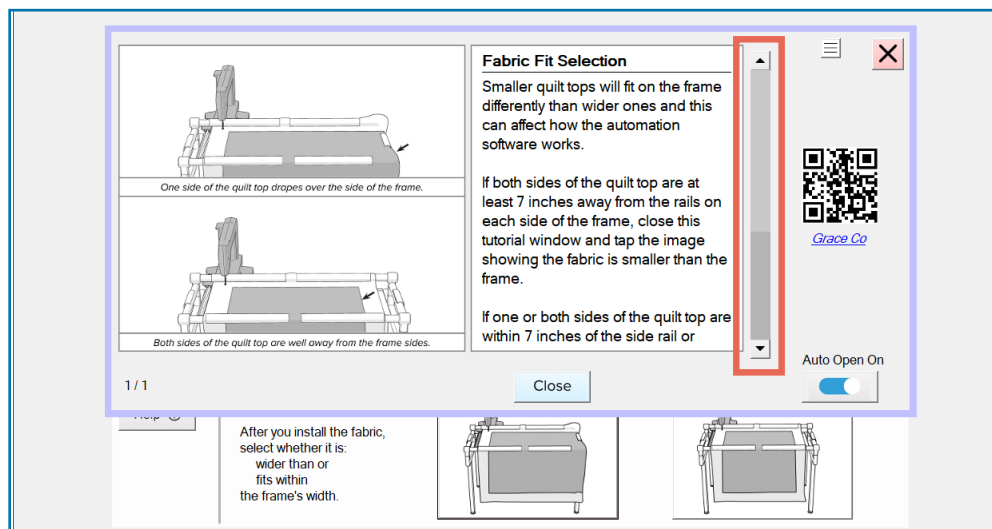 Fabric Fit Selection
Smaller quilt tops will fit on the frame
differently than wider ones and this
can affect how the automation
software works.
If both sides of the quilt top are at
least 7 inches away from the rails on
each side of the frame, close this
tutorial window and tap the image
showing the fabric is smaller than the
frame.
If one or both sides of the quilt top are
within 7 inches of the side rail or
One side of the quilt top drapes over the side of the frame.
Both sides of the quilt top are well away from the frame sides.
Grace Co
Auto Open On
1/1
Close
Help
After you install the fabric,
select whether it is:
wider than or
fits within
the frame's width.